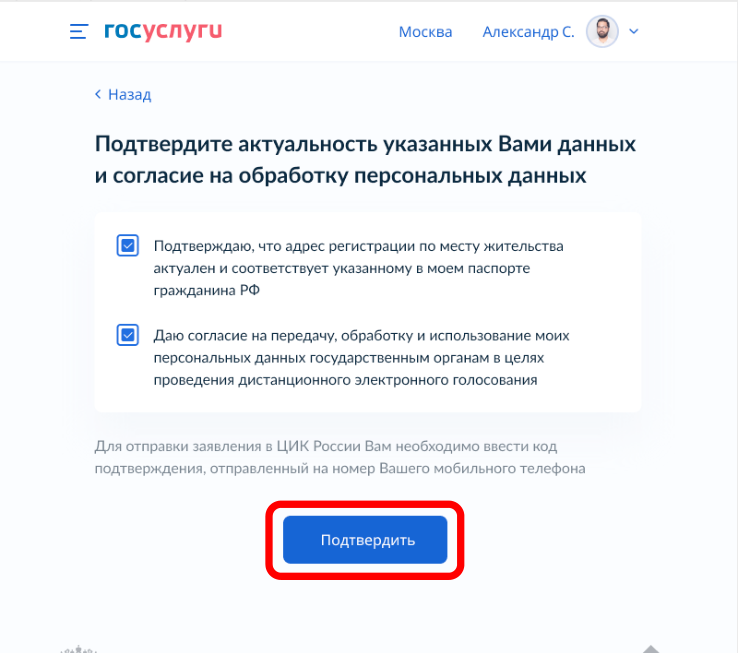 госуслуги
Москва
Александр С.
Назад
Подтвердите актуальность указанных Вами данных
и согласие на обработку персональных данных
Подтверждаю, что адрес регистрации по месту жительства
актуален и соответствует указанному в моем паспорте
гражданина РФ
Даю согласие на передачу, обработку и использование моих
персональных данных государственным органам в целях
проведения дистанционного электронного голосования
Для отправки заявления в ЦИК России Вам необходимо ввести код
подтверждения, отправленный на номер Вашего мобильного телефона
Подтвердить